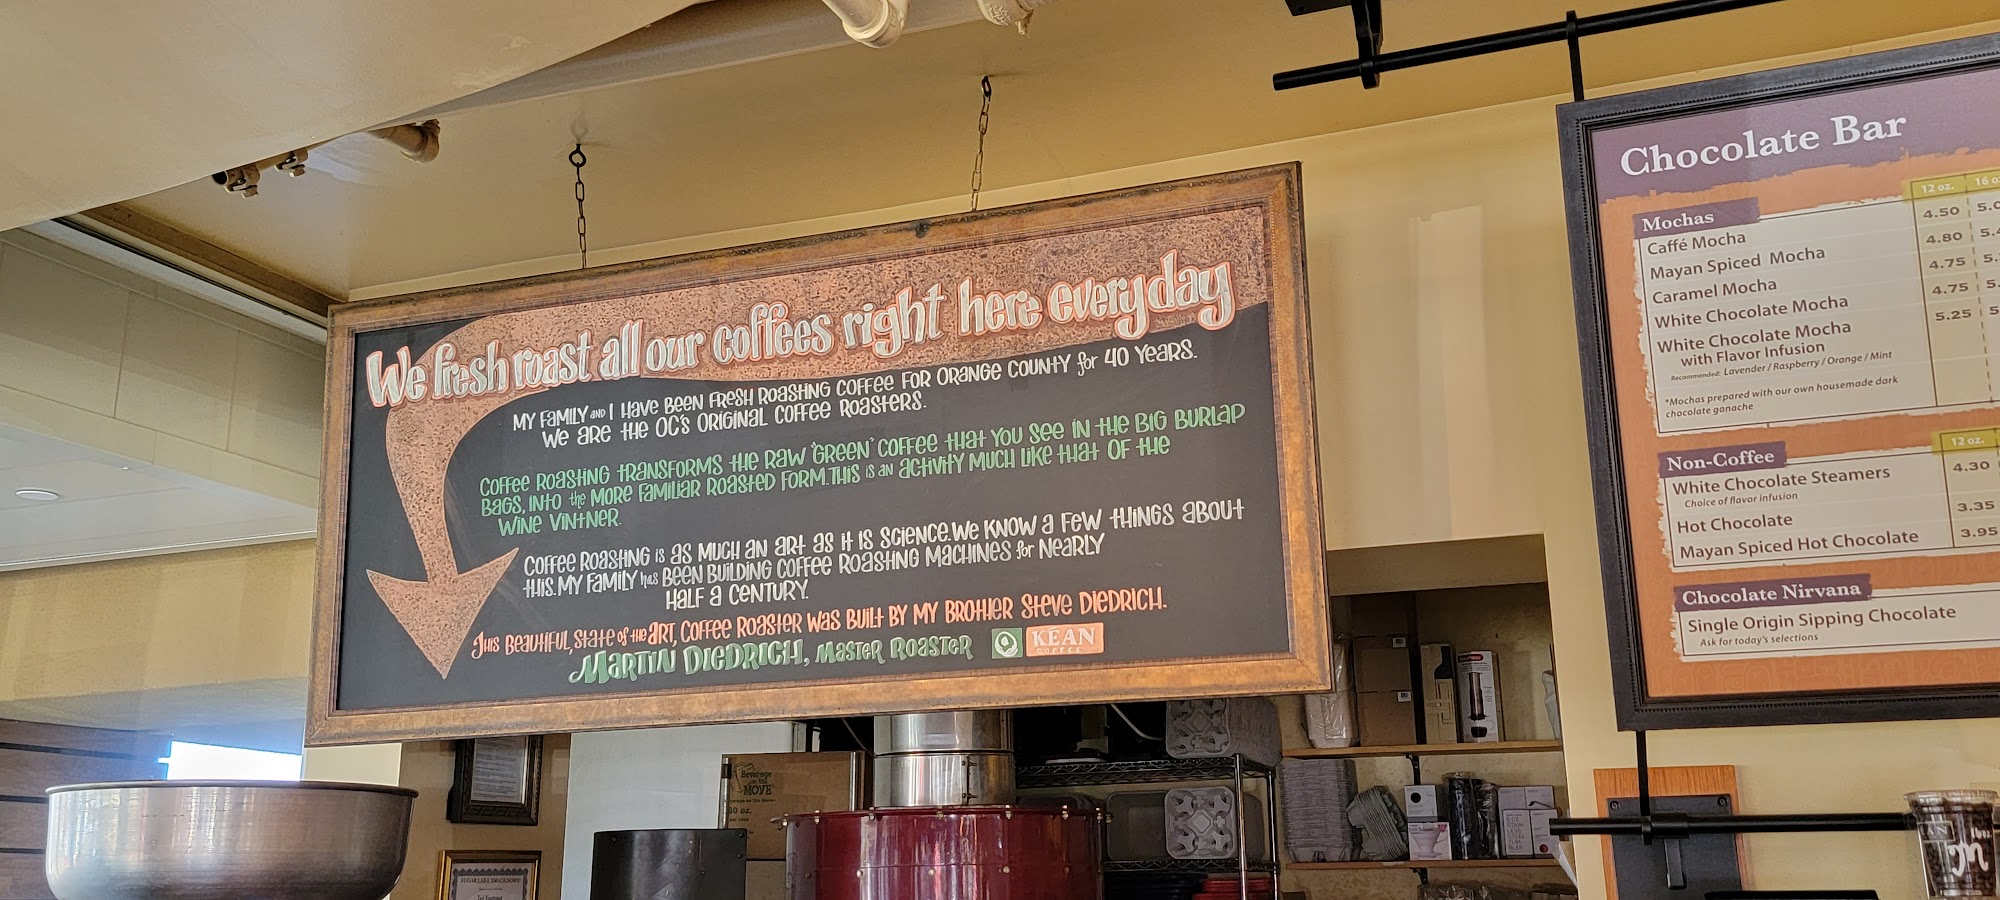 We fresh roast all our coffees right here everyday
MY FAMILY AND I HAVE BEEN FRESH ROASTING COFFEE FOR ORANGE COUNTY for 40 YEARS.
WE ARE THE OC'S ORIGINAL COFFEE ROASTERS.
COFFEE ROASTING TRANSFORMS THE RAW "GREEN" COFFEE THAT YOU SEE IN THE BIG BURLAP
BAGS, INTO the MORE FAMILIAR ROASTED FORM. THIS IS AN ACTIVITY MUCH LIKE THAT OF THE
WINE VINTNER.
COFFEE ROASTING IS AS MUCH AN ART AS IT IS SCIENCE. WE KNOW A FEW THINGS ABOUT
THIS. MY FAMILY has BEEN BUILDING COFFEE ROASTING MACHINES for NEARLY
HALF A CENTURY.
THIS BEAUTIFUL, STATE of the ART, COFFEE ROASTER WAS BUILT BY MY BROTHER STEVE DIEDRICH.
MARTIN DIEDRICH, MASTER ROASTER
KEAN
COFFEE
Chocolate Bar
12 oz. 16 oz
Mochas
Caffé Mocha 4.50
Mayan Spiced Mocha 4.80
Caramel Mocha 4.75
White Chocolate Mocha 4.75
White Chocolate Mocha 5.25
with Flavor Infusion
Recommended: Lavender / Raspberry / Orange / Mint
*Mochas prepared with our own housemade dark
chocolate ganache
Non-Coffee 12 oz.
White Chocolate Steamers 4.30
Choice of flavor infusion
Hot Chocolate 3.35
Mayan Spiced Hot Chocolate 3.95
Chocolate Nirvana
Single Origin Sipping Chocolate
Ask for today's selections
Beverage
on the
MOVE